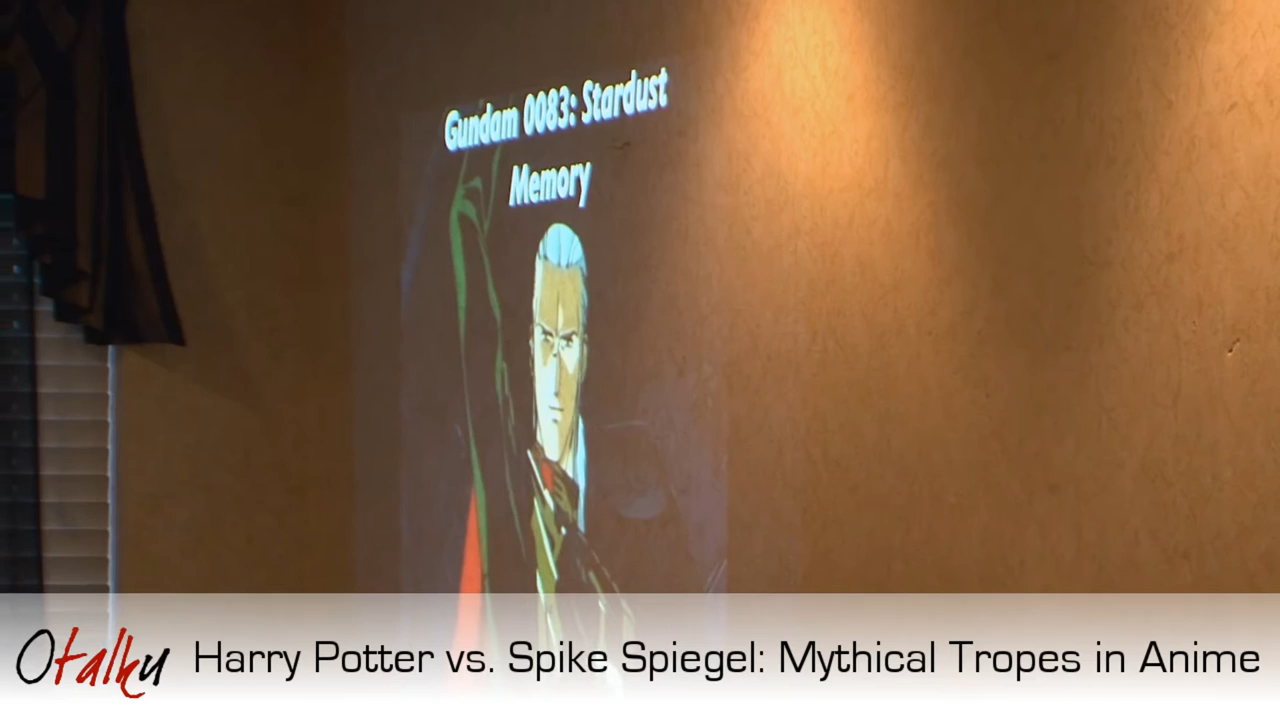 Gundam 0083: Stardust
Memory
Otalku Harry Potter vs. Spike Spiegel: Mythical Tropes in Anime